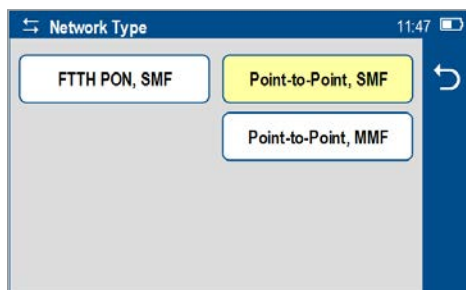 Network Type 11:47
FTTH PON, SMF Point-to-Point, SMF
Point-to-Point, MMF